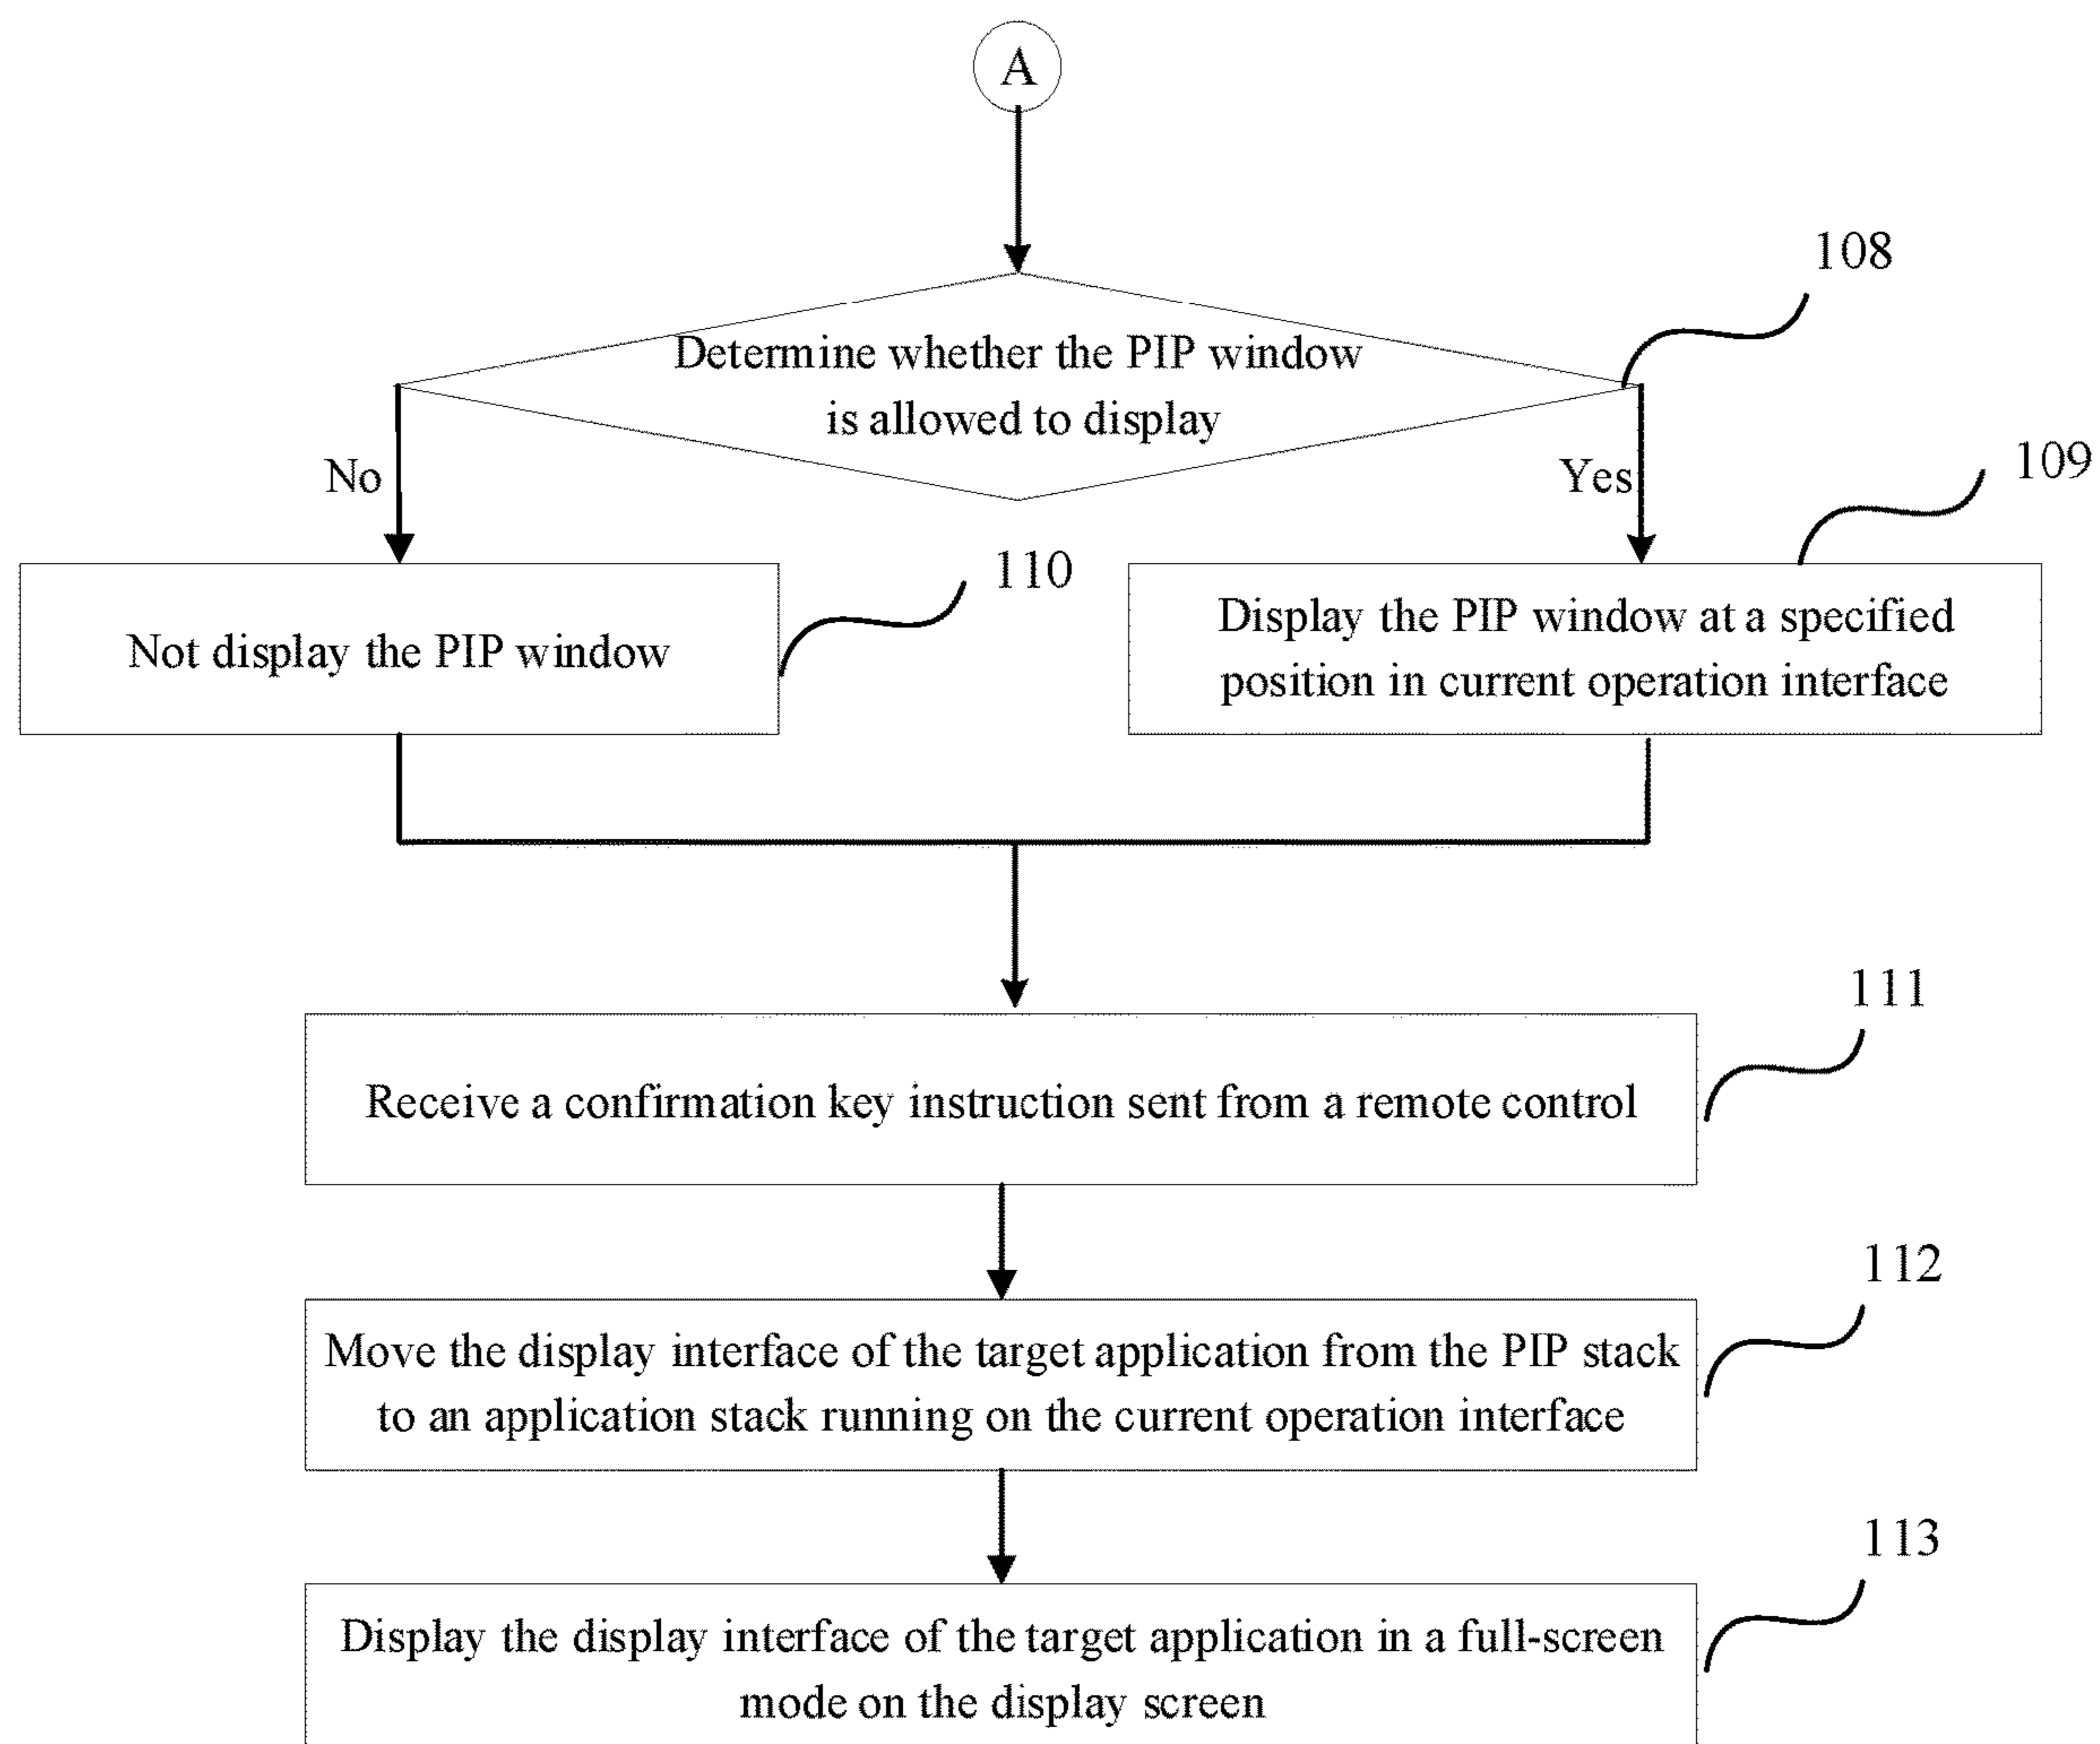 A
108
Determine whether the PIP window
is allowed to display
No
Yes
109
110
Not display the PIP window
Display the PIP window at a specified
position in current operation interface
111
Receive a confirmation key instruction sent from a remote control
112
Move the display interface of the target application from the PIP stack
to an application stack running on the current operation interface
113
Display the display interface of the target application in a full-screen
mode on the display screen